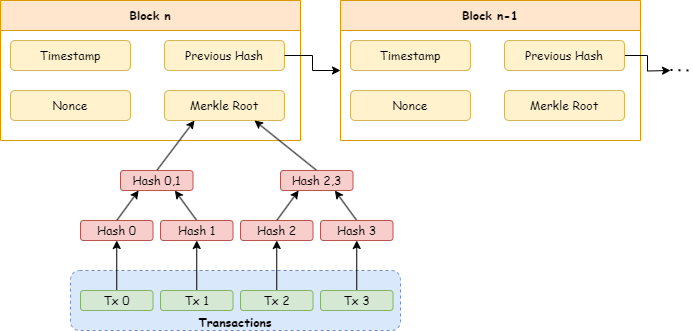 Block n
Block n-1
Timestamp
Previous Hash
Timestamp
Previous Hash
...
Nonce
Merkle Root
Nonce
Merkle Root
Hash 0,1
Hash 2,3
Hash 0
Hash 1
Hash 2
Hash 3
Tx 0
Tx 1
Tx 2
Tx 3
Transactions